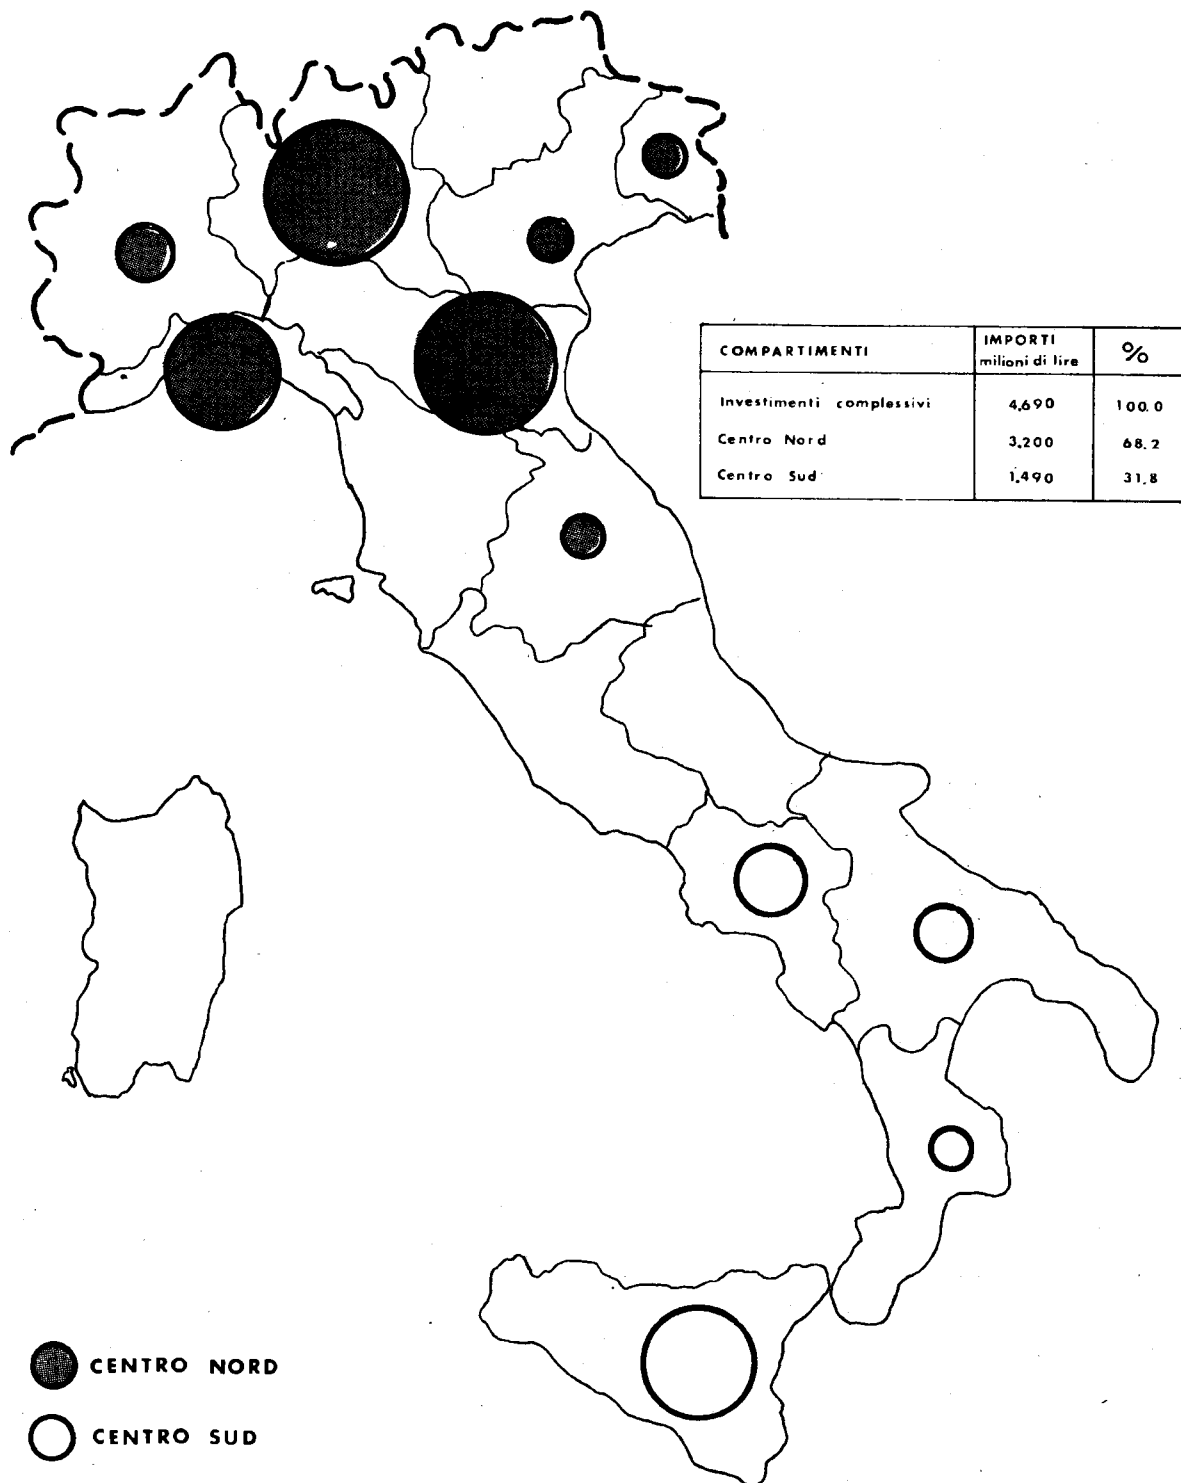 COMPARTIMENTI IMPORTI milioni di lire %
Investimenti complessivi 4.690 100.0
Centro Nord 3.200 68.2
Centro Sud 1.490 31.8
CENTRO NORD
CENTRO SUD